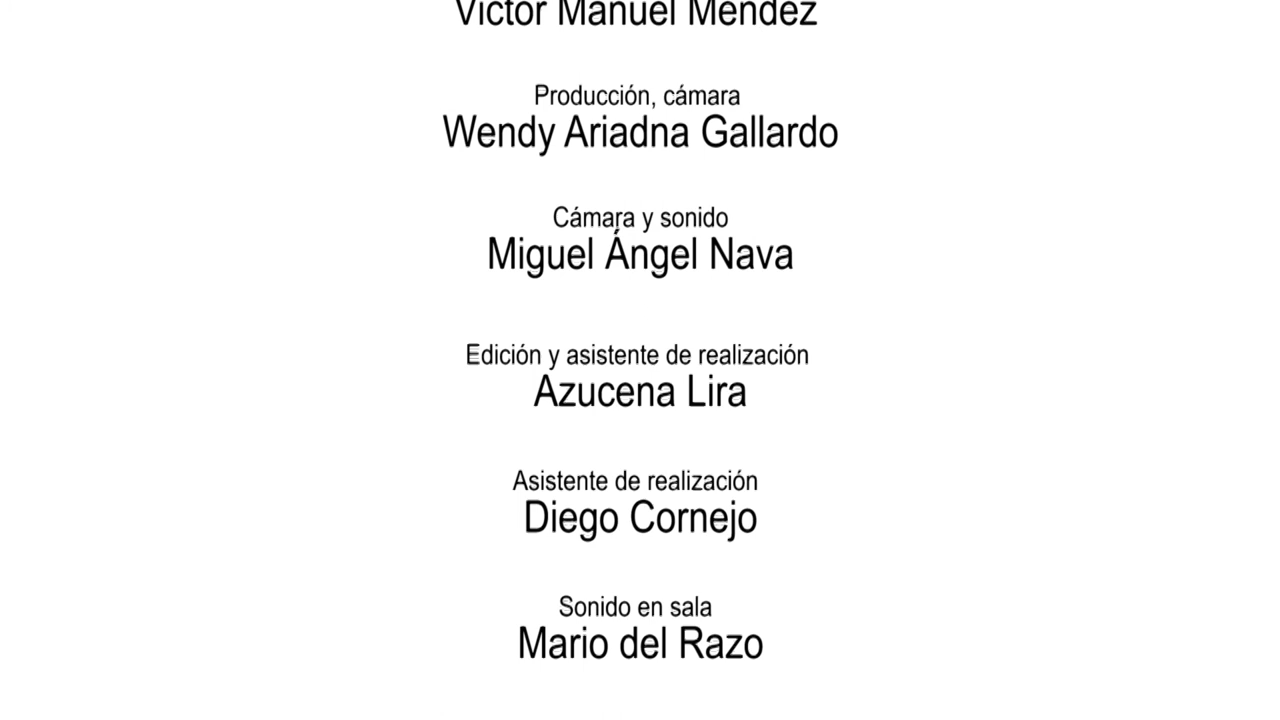 Víctor Manuel Méndez
Producción, cámara
Wendy Ariadna Gallardo
Cámara y sonido
Miguel Ángel Nava
Edición y asistente de realización
Azucena Lira
Asistente de realización
Diego Cornejo
Sonido en sala
Mario del Razo